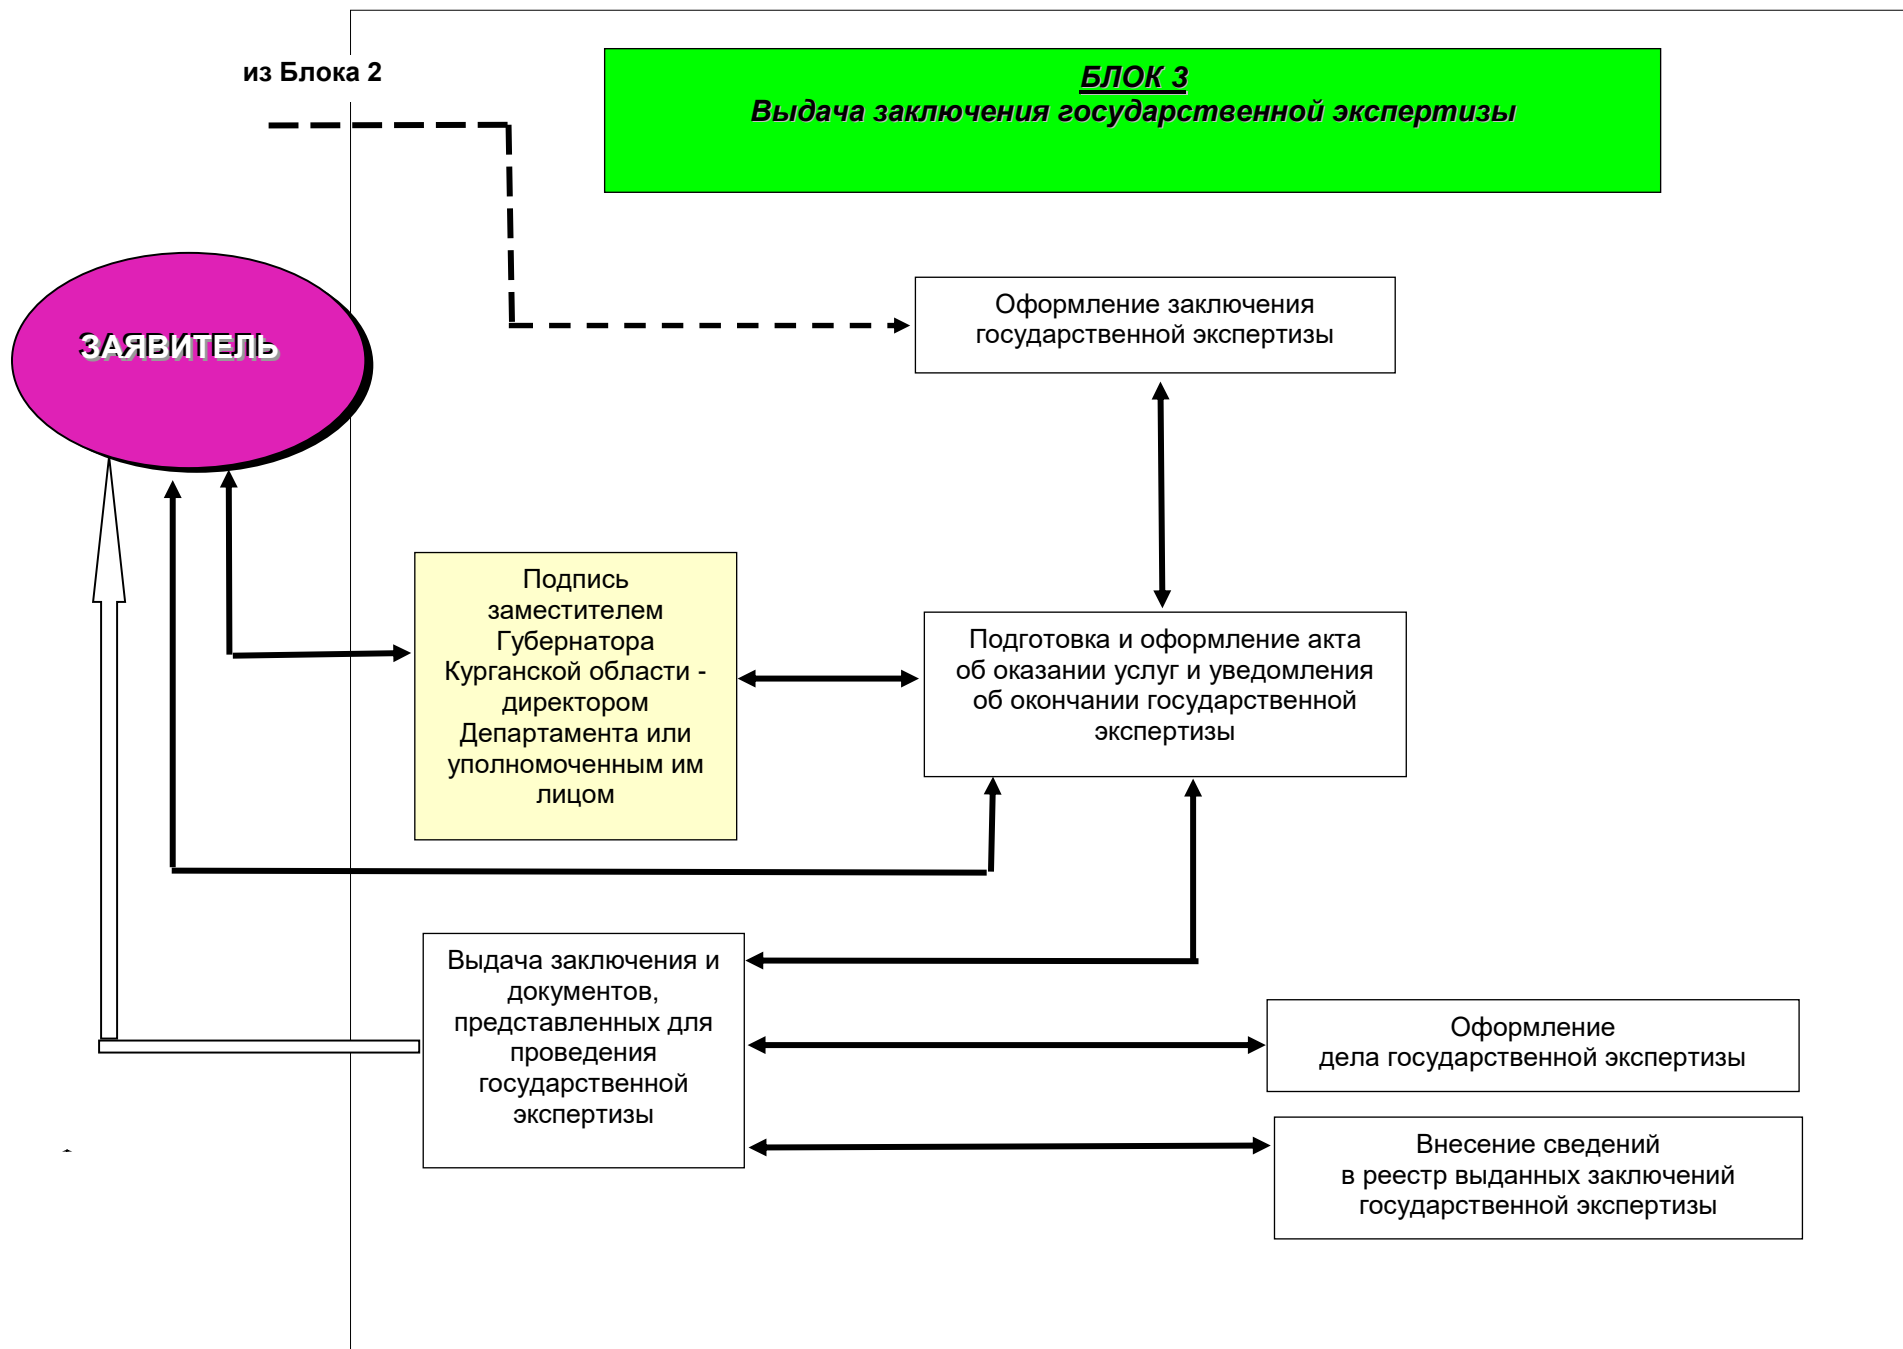 из Блока 2
БЛОК 3
Выдача заключения государственной экспертизы
Оформление заключения
государственной экспертизы
ЗАЯВИТЕЛЬ
Подпись
заместителем
Губернатора
Курганской области -
директором
Департамента или
уполномоченным им
лицом
Подготовка и оформление акта
об оказании услуг и уведомления
об окончании государственной
экспертизы
Выдача заключения и
документов,
представленных для
проведения
государственной
экспертизы
Оформление
дела государственной экспертизы
Внесение сведений
в реестр выданных заключений
государственной экспертизы